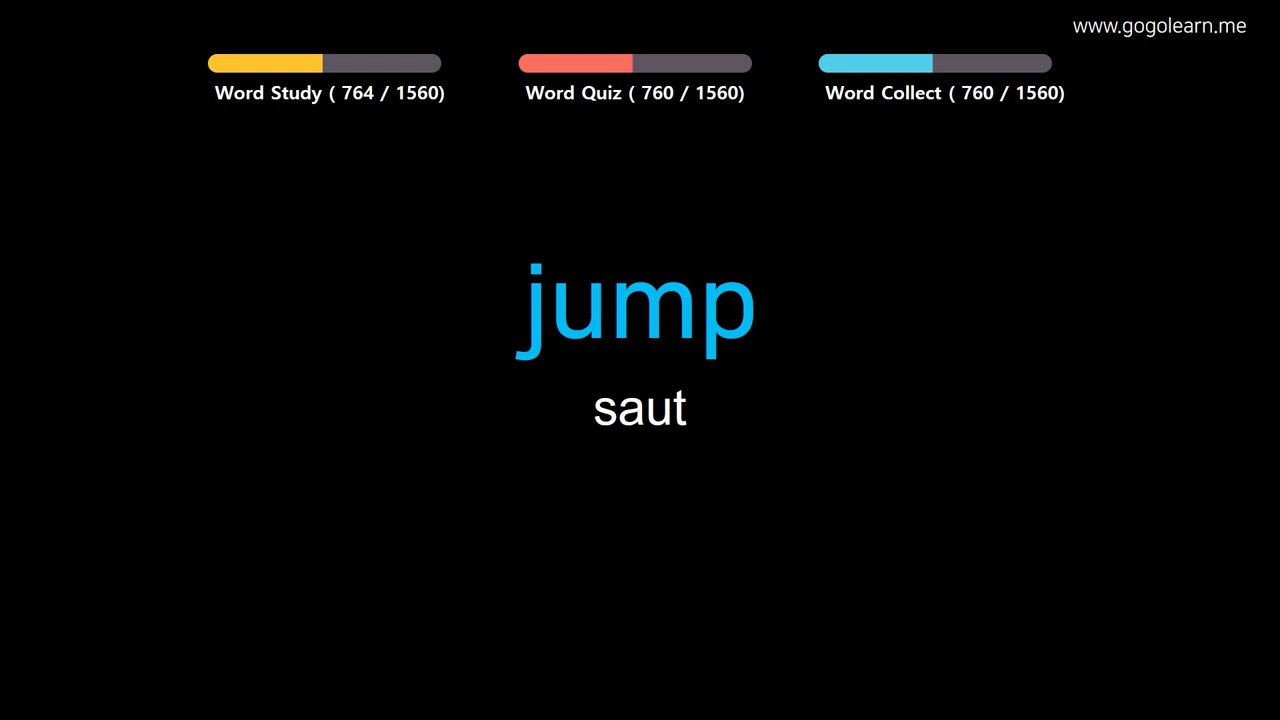 www.gogolearn.me
Word Study ( 764 / 1560)
Word Quiz ( 760 / 1560)
Word Collect ( 760 / 1560)
jump
saut